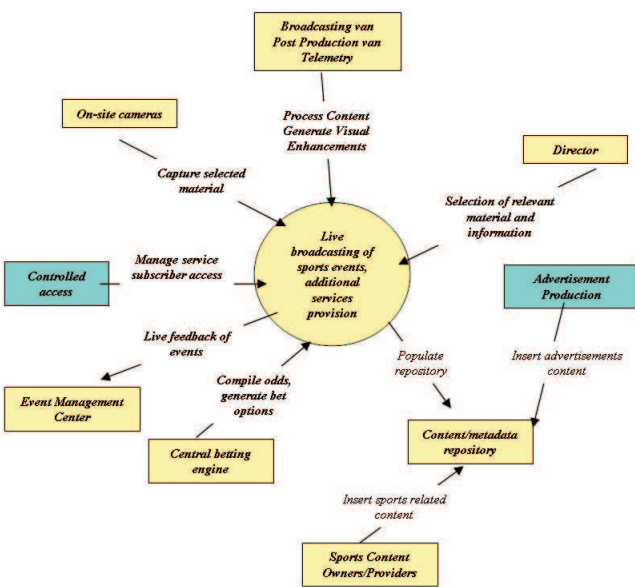 Broadcasting van
Post Production van
Telemetry
On-site cameras
Process Content
Generate Visual
Enhancements
Director
Capture selected
material
Selection of relevant
material and
information
Live
broadcasting of
sports events,
additional
services
provision
Controlled
access
Manage service
subscriber access
Advertisement
Production
Live feedback of
events
Populate
repository
Insert advertisements
content
Compile odds,
generate bet
options
Event Management
Center
Central betting
engine
Content/metadata
repository
Insert sports related
content
Sports Content
Owners/Providers